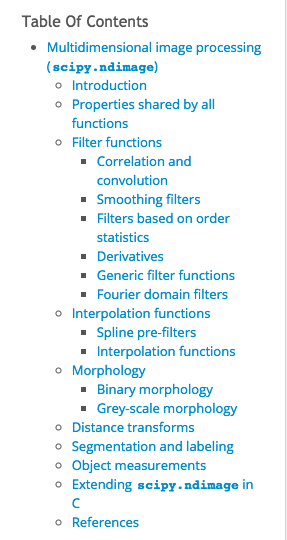 Table Of Contents
Multidimensional image processing
(scipy.ndimage)
Introduction
Properties shared by all
functions
Filter functions
Correlation and
convolution
Smoothing filters
Filters based on order
statistics
Derivatives
Generic filter functions
Fourier domain filters
Interpolation functions
Spline pre-filters
Interpolation functions
Morphology
Binary morphology
Grey-scale morphology
Distance transforms
Segmentation and labeling
Object measurements
Extending scipy.ndimage in
C
References